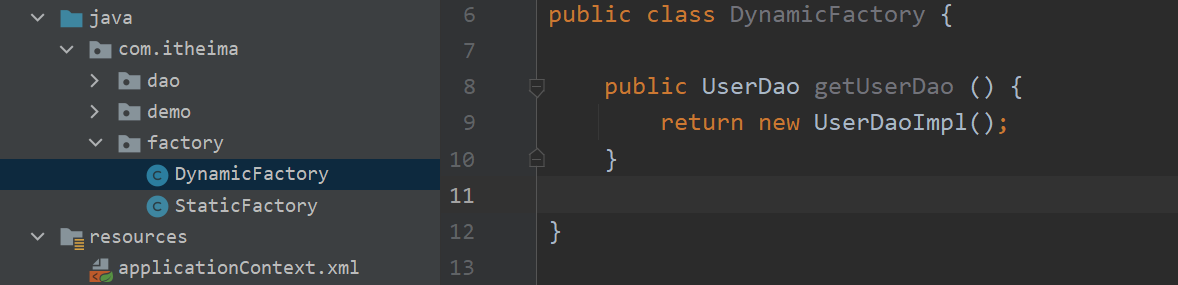 java
com.itheima
dao
demo
factory
DynamicFactory
StaticFactory
resources
applicationContext.xml
6 public class DynamicFactory {
7
8 public UserDao getUserDao () {
9 return new UserDaoImpl();
10 }
11
12 }
13